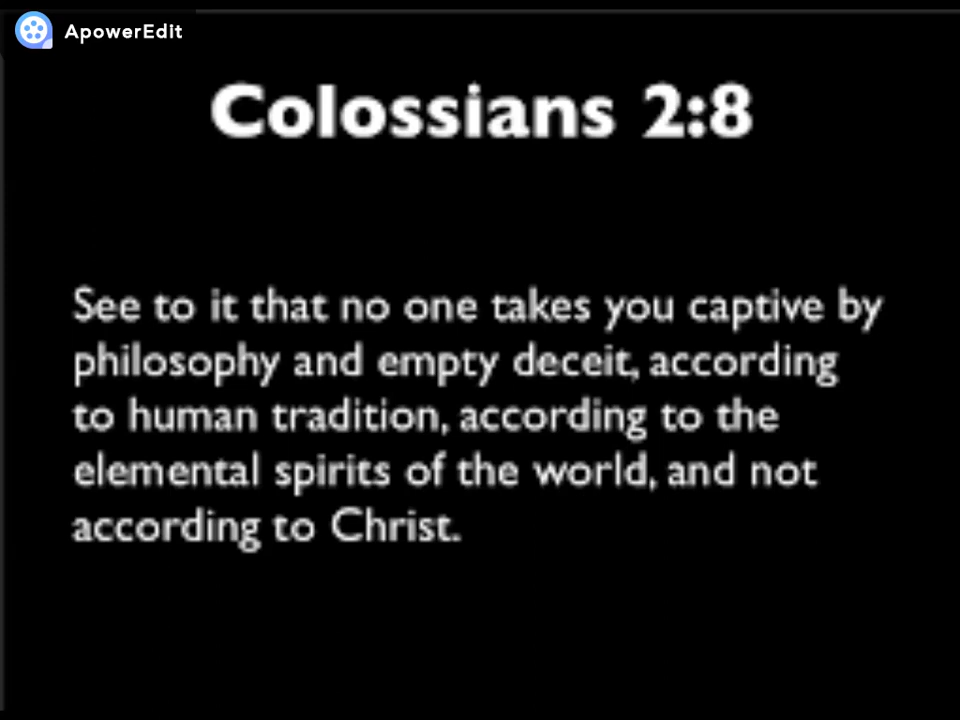 ApowerEdit
Colossians 2:8
See to it that no one takes you captive by
philosophy and empty deceit, according
to human tradition, according to the
elemental spirits of the world, and not
according to Christ.